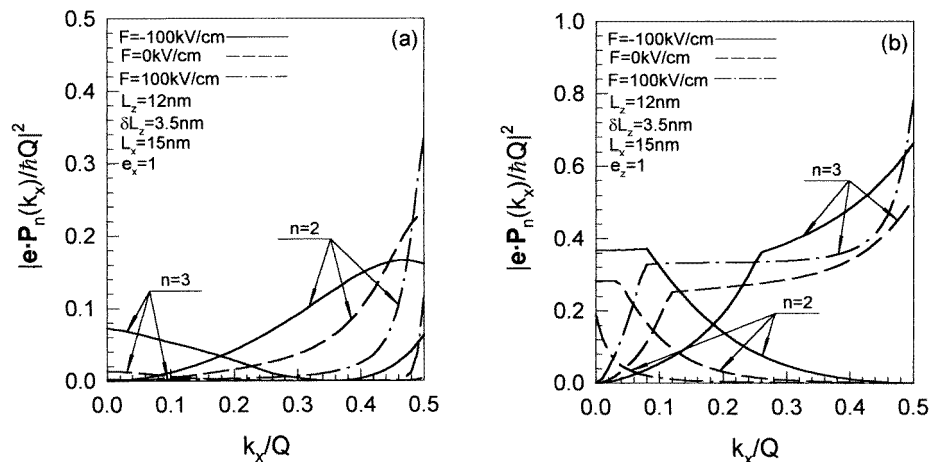 (a)
F=-100kV/cm
F=0kV/cm
F=100kV/cm
L_z=12nm
δL_z=3.5nm
L_x=15nm
e_x=1
n=2
n=3
|e·P_n(k_x)/ħQ|²
0.5
0.4
0.3
0.2
0.1
0.0
0.0 0.1 0.2 0.3 0.4 0.5
k_x/Q
(b)
F=-100kV/cm
F=0kV/cm
F=100kV/cm
L_z=12nm
δL_z=3.5nm
L_x=15nm
e_z=1
n=3
n=2
|e·P_n(k_x)/ħQ|²
1.0
0.8
0.6
0.4
0.2
0.0
0.0 0.1 0.2 0.3 0.4 0.5
k_x/Q